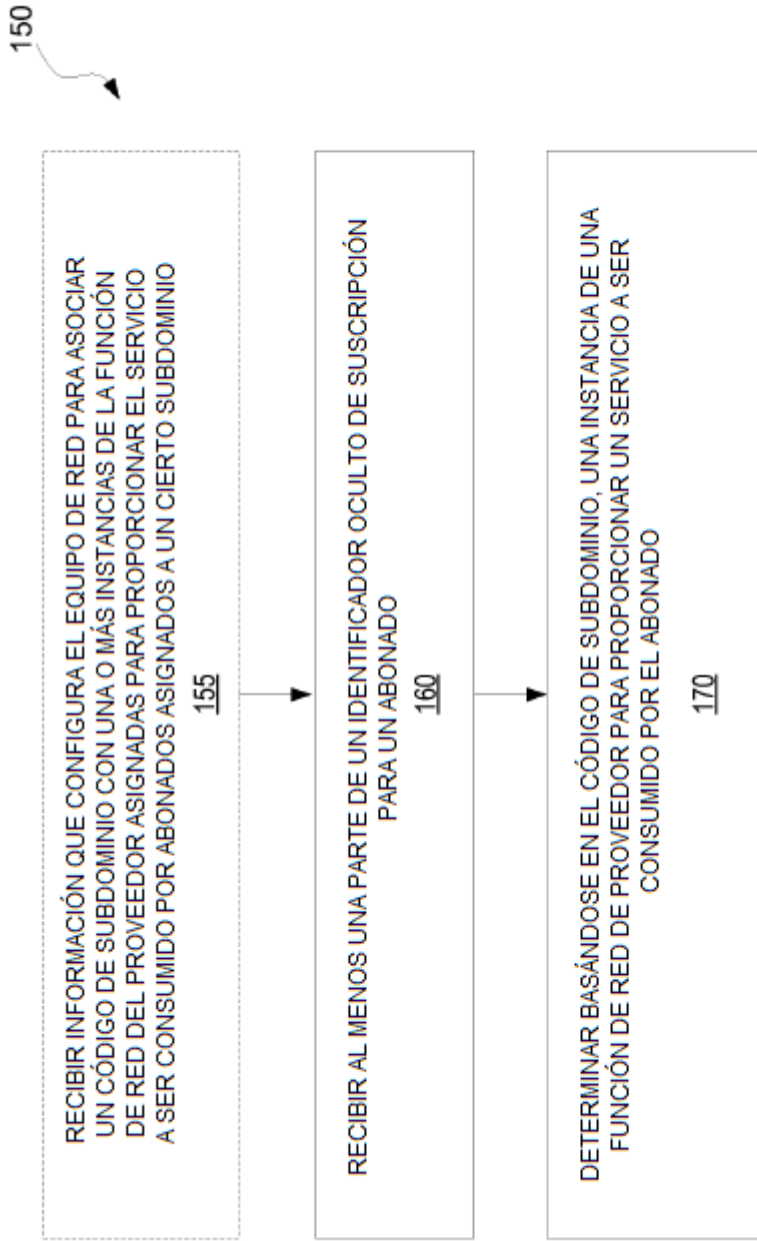 150
RECIBIR INFORMACIÓN QUE CONFIGURA EL EQUIPO DE RED PARA ASOCIAR
UN CÓDIGO DE SUBDOMINIO CON UNA O MÁS INSTANCIAS DE LA FUNCIÓN
DE RED DEL PROVEEDOR ASIGNADAS PARA PROPORCIONAR EL SERVICIO
A SER CONSUMIDO POR ABONADOS ASIGNADOS A UN CIERTO SUBDOMINIO
155
RECIBIR AL MENOS UNA PARTE DE UN IDENTIFICADOR OCULTO DE SUSCRIPCIÓN
PARA UN ABONADO
160
DETERMINAR BASÁNDOSE EN EL CÓDIGO DE SUBDOMINIO, UNA INSTANCIA DE UNA
FUNCIÓN DE RED DE PROVEEDOR PARA PROPORCIONAR UN SERVICIO A SER
CONSUMIDO POR EL ABONADO
170